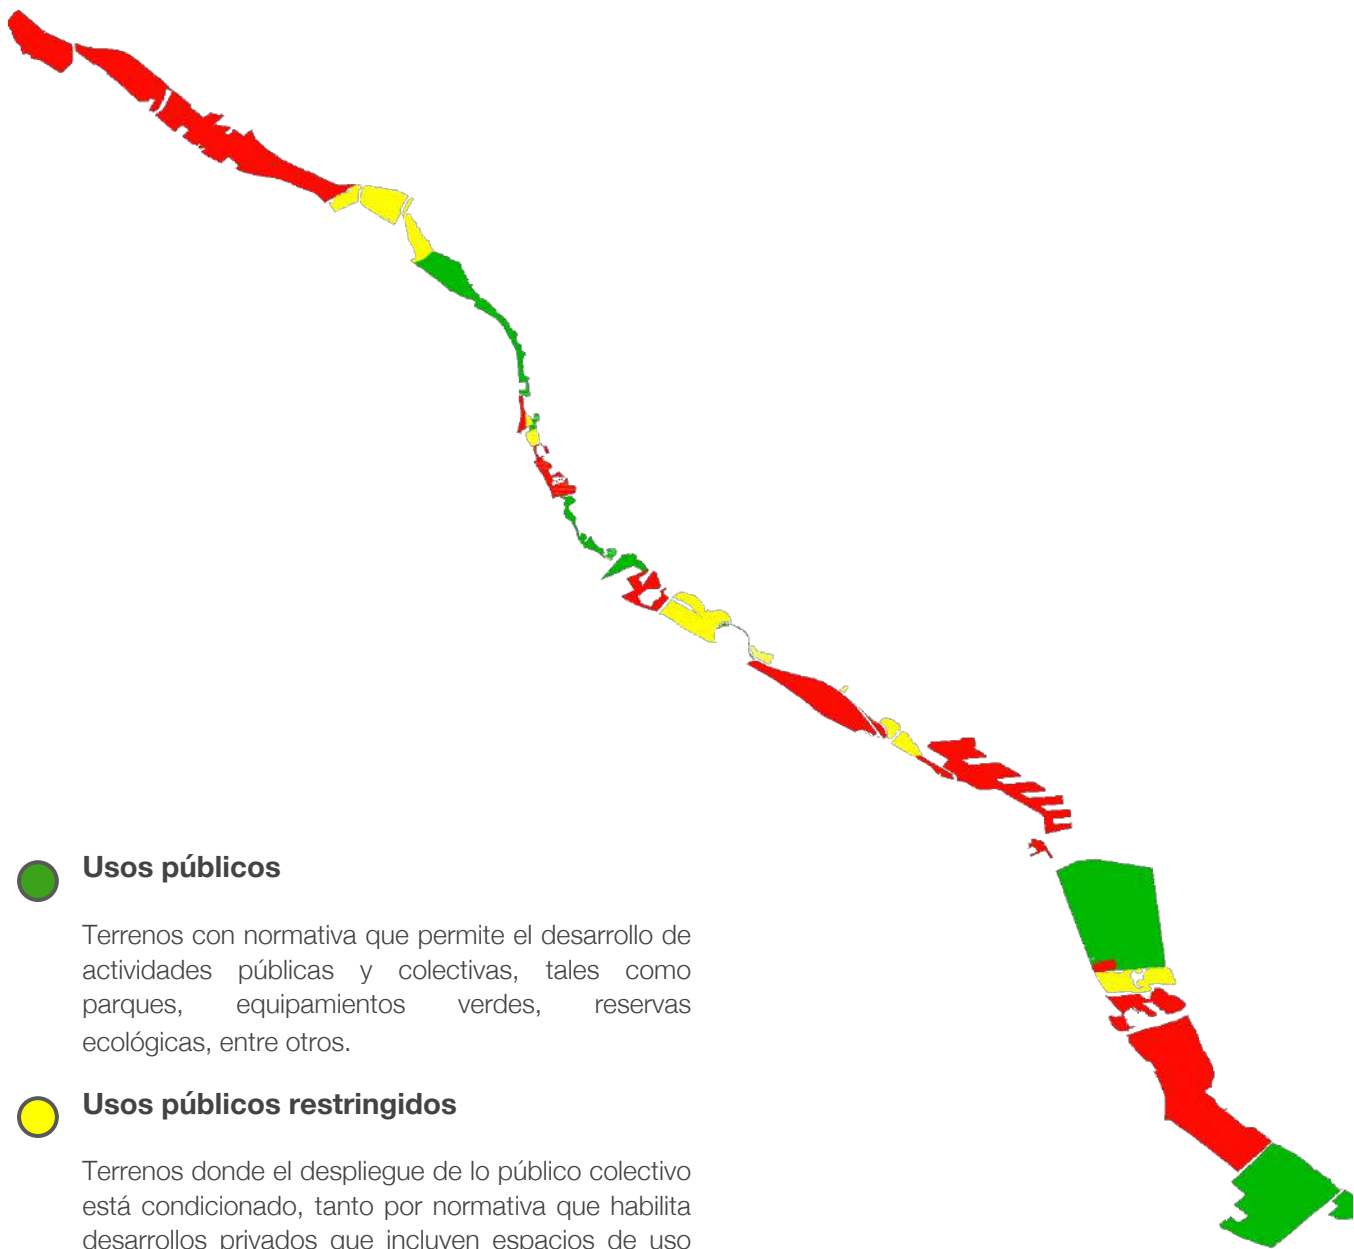 Usos públicos
Terrenos con normativa que permite el desarrollo de
actividades públicas y colectivas, tales como
parques, equipamientos verdes, reservas
ecológicas, entre otros.
Usos públicos restringidos
Terrenos donde el despliegue de lo público colectivo
está condicionado, tanto por normativa que habilita
desarrollos privados que incluyen espacios de uso